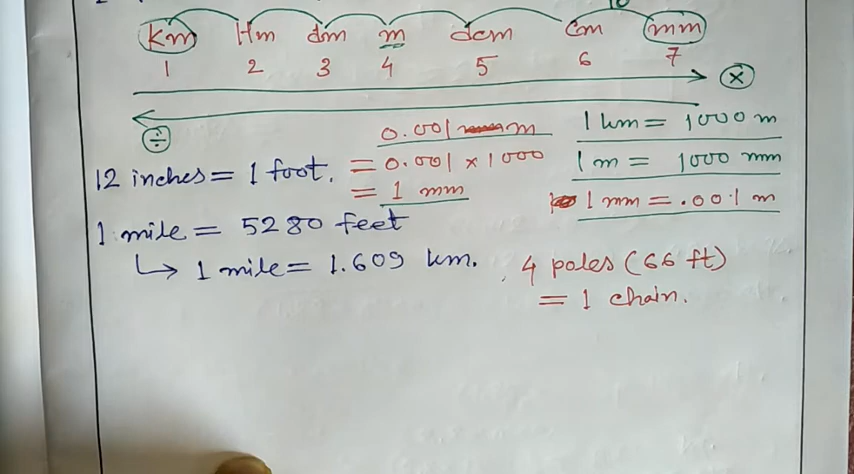 10
Km Hm dm m dcm Cm mm
1 2 3 4 5 6 7
×
÷
0.001 m
1 km = 1000 m
12 inches = 1 foot.
= 0.001 × 1000
1 m = 1000 mm
= 1 mm
1 mm = .001 m
1 mile = 5280 feet
↳ 1 mile = 1.609 km.
4 poles (66 ft)
= 1 chain.